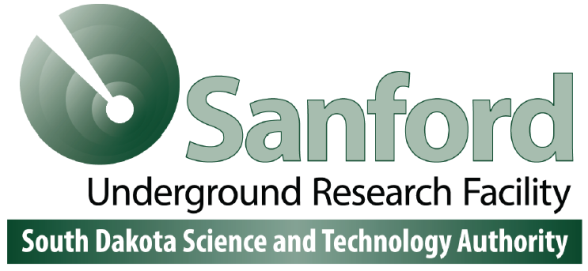 Sanford
Underground Research Facility
South Dakota Science and Technology Authority